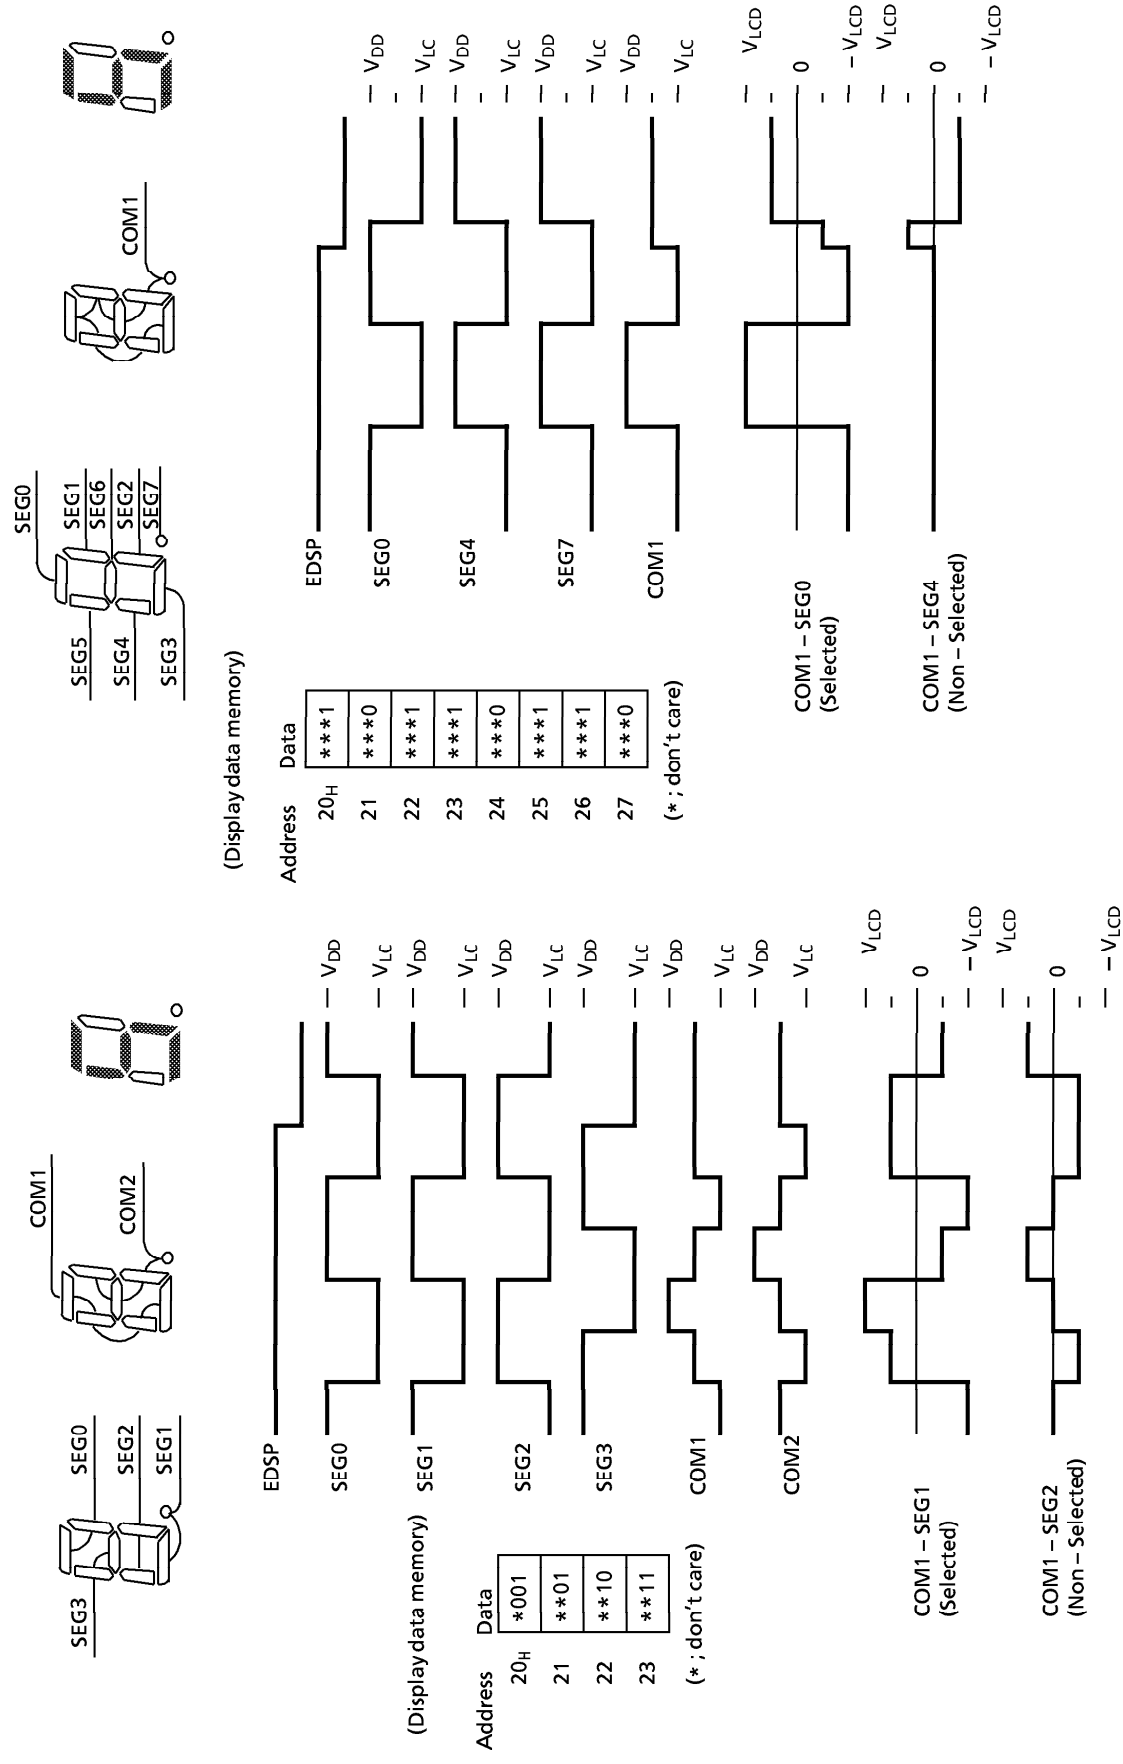 SEG3
SEG0
SEG2
SEG1
COM1
COM2
EDSP
SEG0
VDD
VLC
(Display data memory)
SEG1
VDD
VLC
Address Data
20H *001
21 **01
22 **10
23 **11
(* ; don't care)
SEG2
VDD
VLC
SEG3
VDD
VLC
COM1
VDD
VLC
COM2
VDD
VLC
COM1 – SEG1
(Selected)
VLCD
0
– VLCD
COM1 – SEG2
(Non – Selected)
VLCD
0
– VLCD
SEG5
SEG4
SEG3
SEG0
SEG1
SEG6
SEG2
SEG7
COM1
(Display data memory)
Address Data
20H ***1
21 ***0
22 ***1
23 ***1
24 ***0
25 ***1
26 ***1
27 ***0
(* ; don't care)
EDSP
SEG0
VDD
VLC
SEG4
VDD
VLC
SEG7
VDD
VLC
COM1
VDD
VLC
COM1 – SEG0
(Selected)
VLCD
0
– VLCD
COM1 – SEG4
(Non – Selected)
VLCD
0
– VLCD